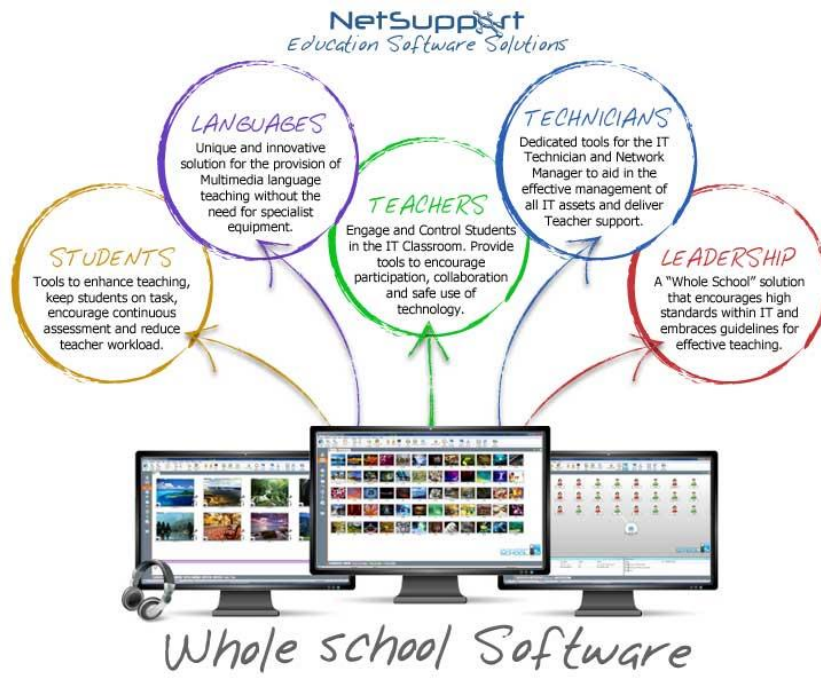 NetSupport
Education Software Solutions
LANGUAGES
Unique and innovative
solution for the provision of
Multimedia language
teaching without the
need for specialist
equipment.
TECHNICIANS
Dedicated tools for the IT
Technician and Network
Manager to aid in the
effective management of
all IT assets and deliver
Teacher support.
TEACHERS
Engage and Control Students
in the IT Classroom. Provide
tools to encourage
participation, collaboration
and safe use of
technology.
STUDENTS
Tools to enhance teaching,
keep students on task,
encourage continuous
assessment and reduce
teacher workload.
LEADERSHIP
A “Whole School” solution
that encourages high
standards within IT and
embraces guidelines for
effective teaching.
SCHOOL
SCHOOL
Whole school Software